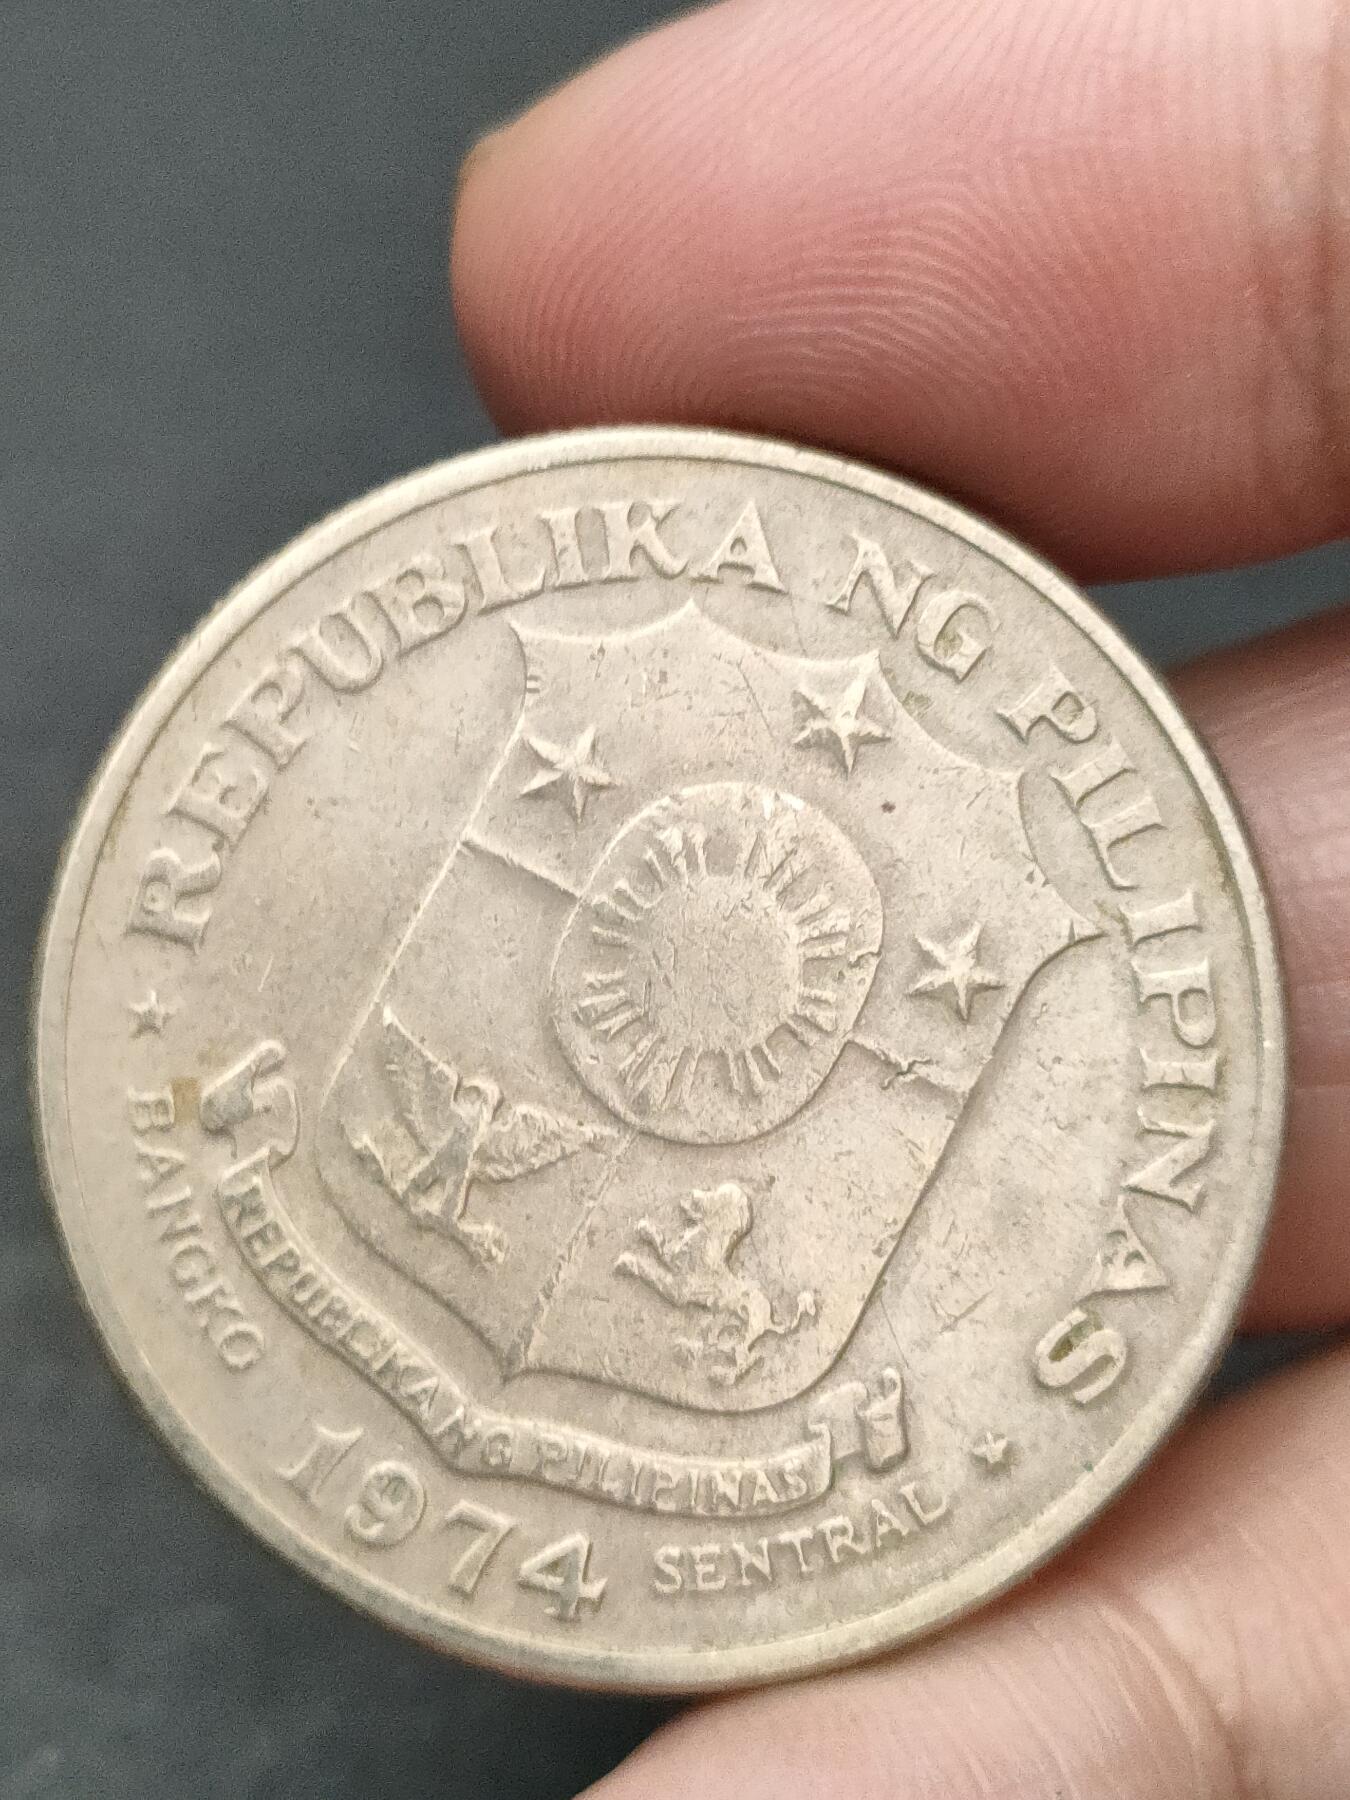 REPUBLIKA NG PILIPINAS
REPUBLIKA NG PILIPINAS
BANGKO 1974 SENTRAL